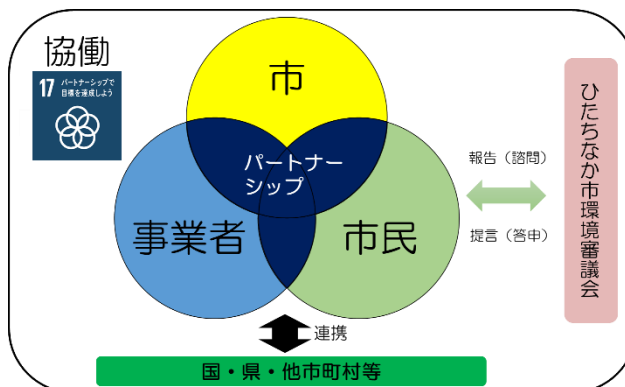 協働
17 パートナーシップで
目標を達成しよう
市
パートナー
シップ
事業者
市民
報告（諮問）
提言（答申）
ひたちなか市環境審議会
連携
国・県・他市町村等